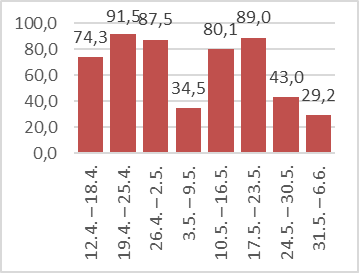 100,0
80,0
60,0
40,0
20,0
0,0
74,3
91,5
87,5
34,5
80,1
89,0
43,0
29,2
12.4. – 18.4.
19.4. – 25.4.
26.4. – 2.5.
3.5. – 9.5.
10.5. – 16.5.
17.5. – 23.5.
24.5. – 30.5.
31.5. – 6.6.